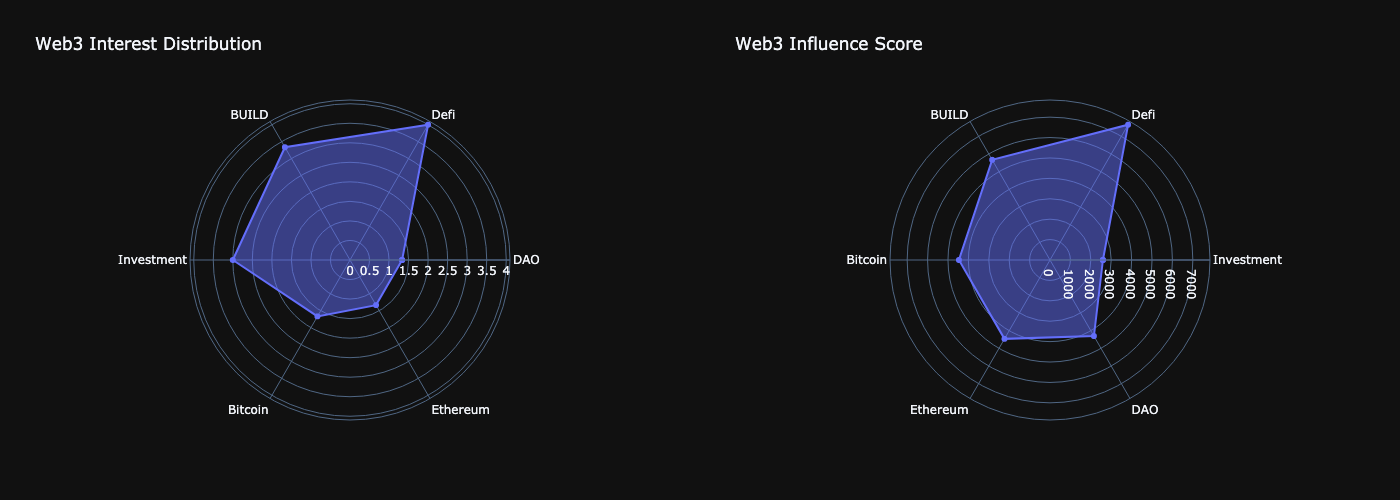 Web3 Interest Distribution
BUILD
Defi
Investment
DAO
0 0.5 1 1.5 2 2.5 3 3.5 4
Bitcoin
Ethereum
Web3 Influence Score
BUILD
Defi
Bitcoin
Investment
0 1000 2000 3000 4000 5000 6000 7000
Ethereum
DAO